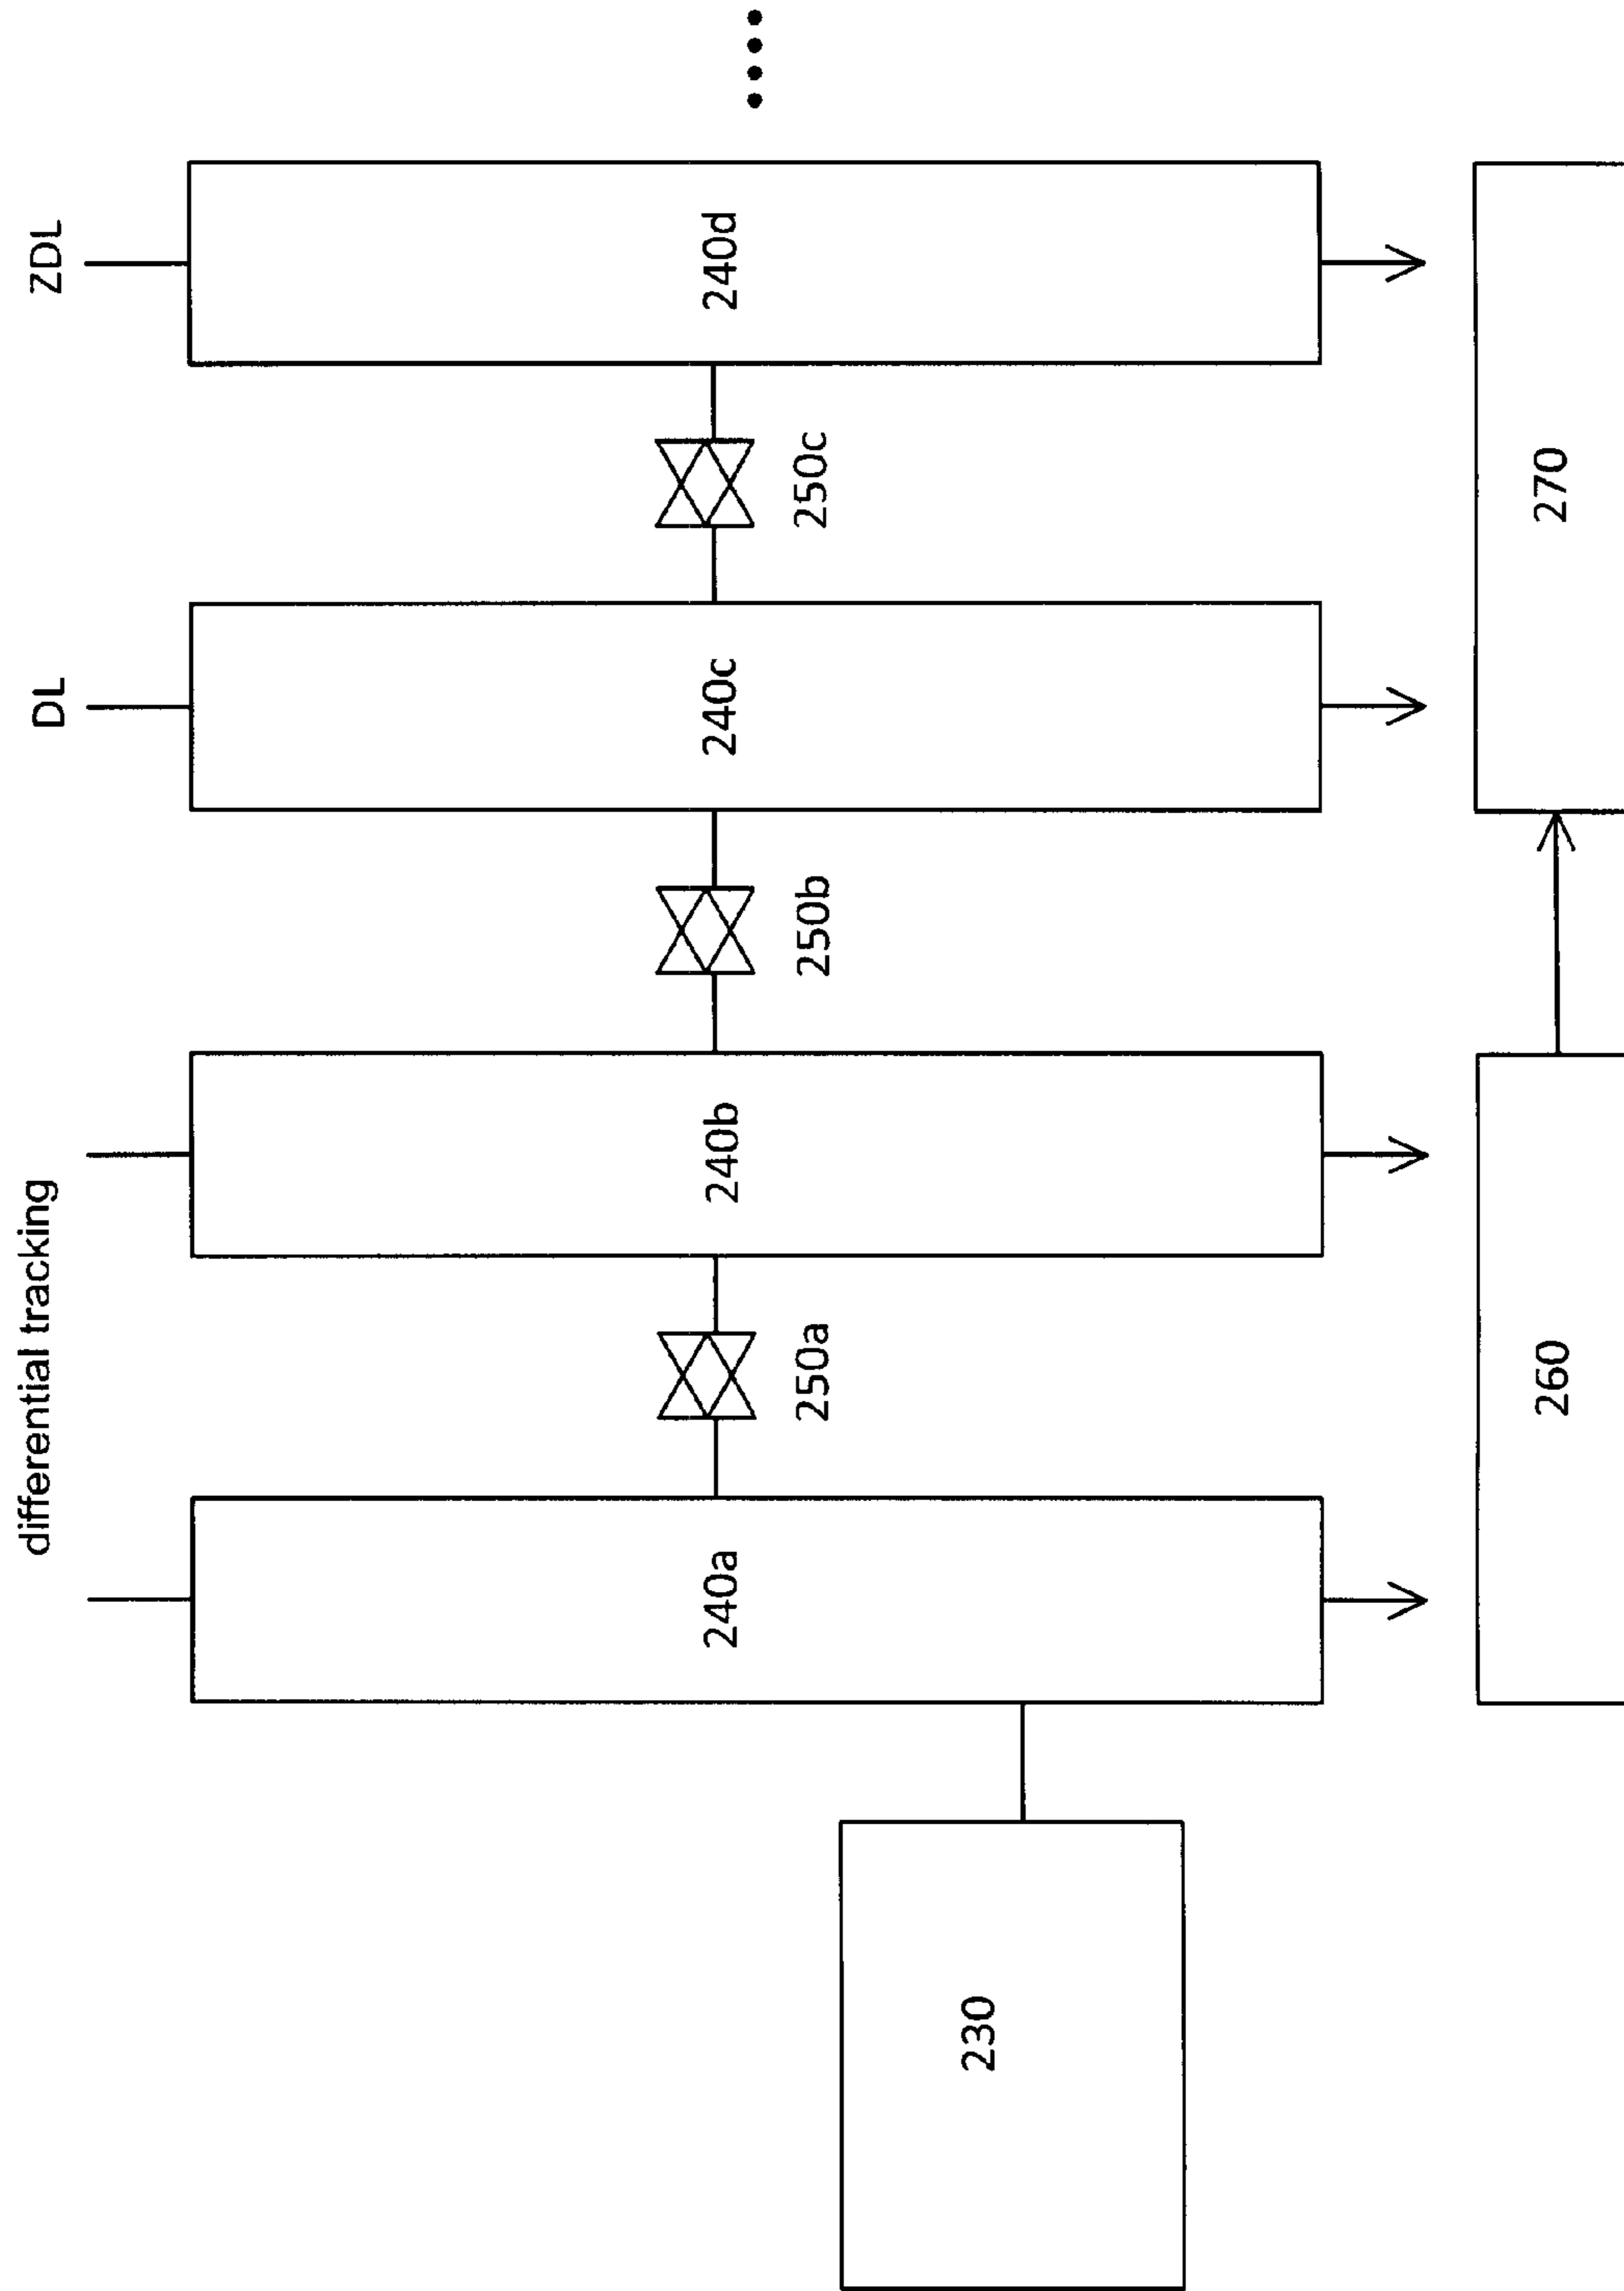 differential tracking
DL
ZDL
240a
240b
240c
240d
250a
250b
250c
230
260
270